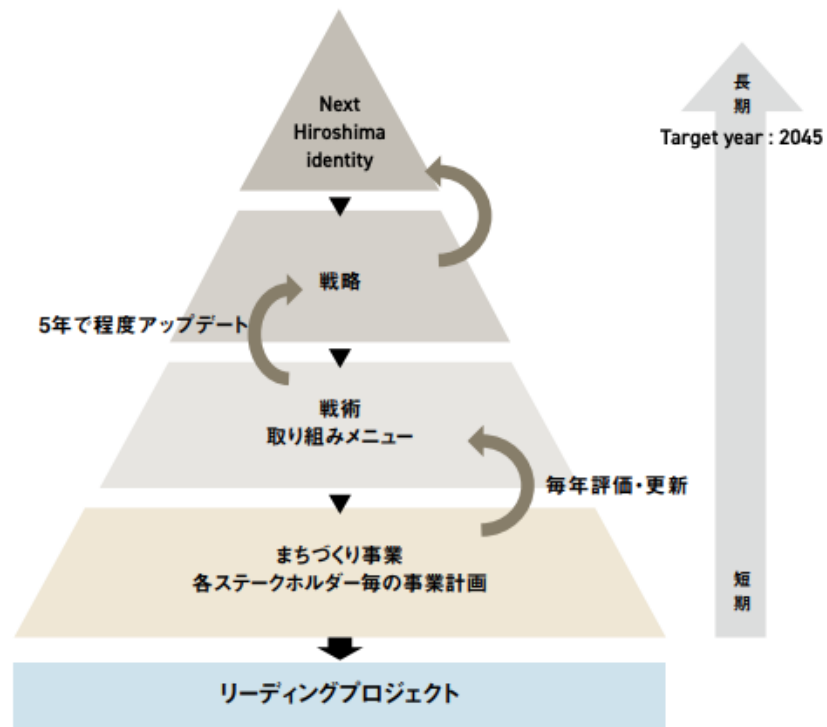 Next
Hiroshima
identity
長
期
Target year : 2045
戦略
5年で程度アップデート
戦術
取り組みメニュー
毎年評価・更新
まちづくり事業
各ステークホルダー毎の事業計画
短
期
リーディングプロジェクト